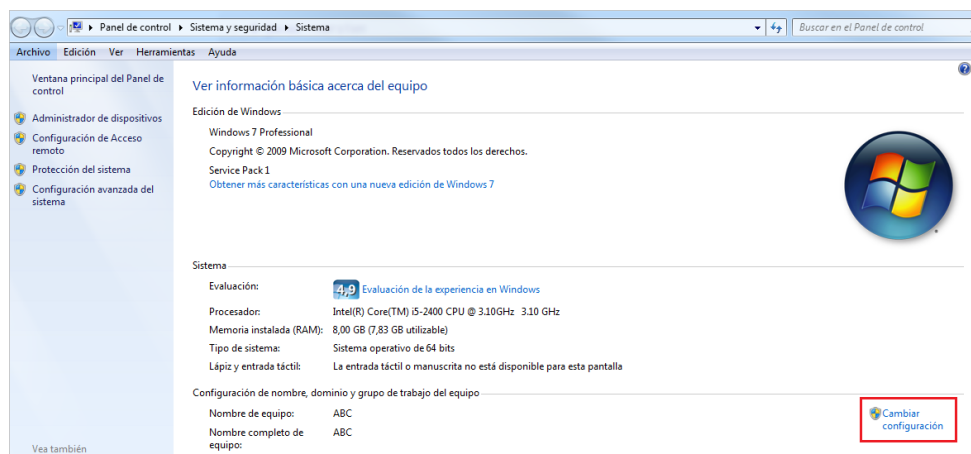 Panel de control ▸ Sistema y seguridad ▸ Sistema
Buscar en el Panel de control
Archivo Edición Ver Herramientas Ayuda
Ventana principal del Panel de
control
Administrador de dispositivos
Configuración de Acceso
remoto
Protección del sistema
Configuración avanzada del
sistema
Vea también
Ver información básica acerca del equipo
Edición de Windows
Windows 7 Professional
Copyright © 2009 Microsoft Corporation. Reservados todos los derechos.
Service Pack 1
Obtener más características con una nueva edición de Windows 7
Sistema
Evaluación: 4,9 Evaluación de la experiencia en Windows
Procesador: Intel(R) Core(TM) i5-2400 CPU @ 3.10GHz 3.10 GHz
Memoria instalada (RAM): 8,00 GB (7,83 GB utilizable)
Tipo de sistema: Sistema operativo de 64 bits
Lápiz y entrada táctil: La entrada táctil o manuscrita no está disponible para esta pantalla
Configuración de nombre, dominio y grupo de trabajo del equipo
Nombre de equipo: ABC
Cambiar
configuración
Nombre completo de ABC
equipo: